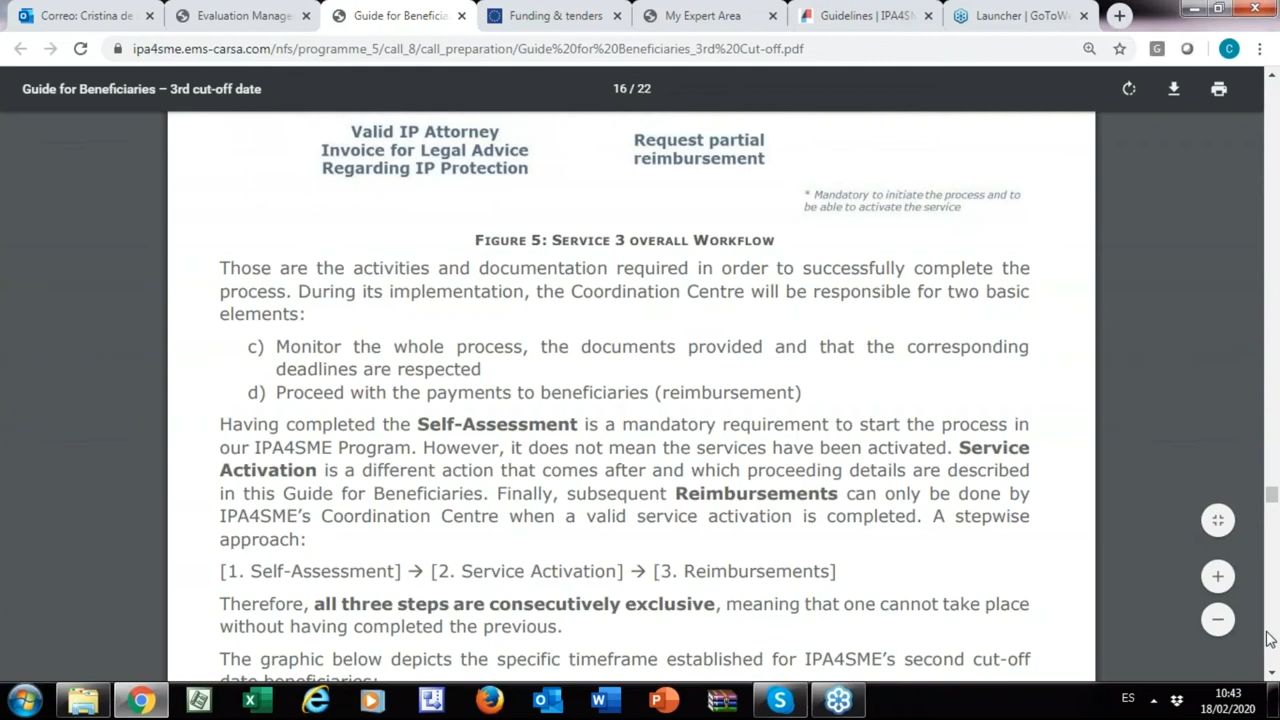 Correo: Cristina de
Evaluation Manage
Guide for Beneficia
Funding & tenders
My Expert Area
Guidelines | IPA4S
Launcher | GoToW
ipa4sme.ems-carsa.com/nfs/programme_5/call_8/call_preparation/Guide%20for%20Beneficiaries_3rd%20Cut-off.pdf
Guide for Beneficiaries – 3rd cut-off date
16 / 22
Valid IP Attorney
Invoice for Legal Advice
Regarding IP Protection
Request partial
reimbursement
* Mandatory to initiate the process and to
be able to activate the service
FIGURE 5: SERVICE 3 OVERALL WORKFLOW
Those are the activities and documentation required in order to successfully complete the
process. During its implementation, the Coordination Centre will be responsible for two basic
elements:
c) Monitor the whole process, the documents provided and that the corresponding
deadlines are respected
d) Proceed with the payments to beneficiaries (reimbursement)
Having completed the Self-Assessment is a mandatory requirement to start the process in
our IPA4SME Program. However, it does not mean the services have been activated. Service
Activation is a different action that comes after and which proceeding details are described
in this Guide for Beneficiaries. Finally, subsequent Reimbursements can only be done by
IPA4SME's Coordination Centre when a valid service activation is completed. A stepwise
approach:
[1. Self-Assessment] → [2. Service Activation] → [3. Reimbursements]
Therefore, all three steps are consecutively exclusive, meaning that one cannot take place
without having completed the previous.
The graphic below depicts the specific timeframe established for IPA4SME's second cut-off
date beneficiaries:
ES
10:43
18/02/2020